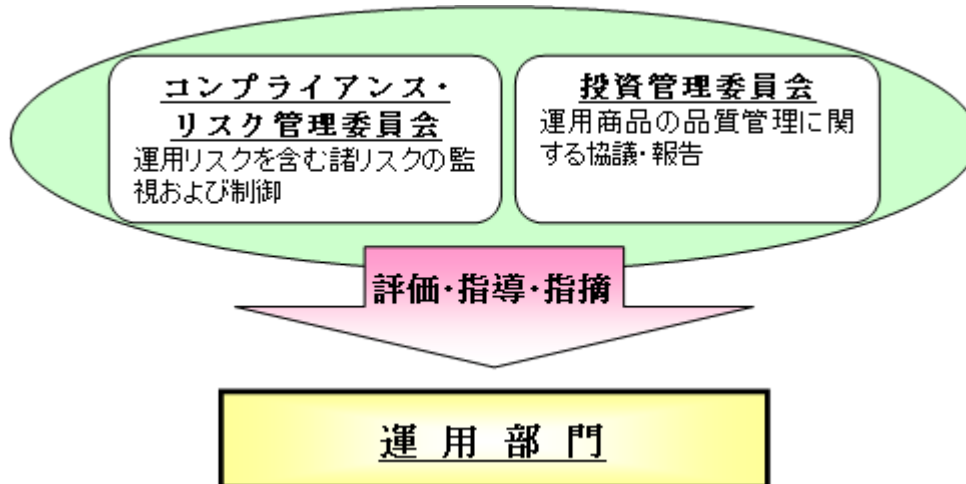 コンプライアンス・
リスク管理委員会
運用リスクを含む諸リスクの監
視および制御
投資管理委員会
運用商品の品質管理に関
する協議・報告
評価・指導・指摘
運用部門